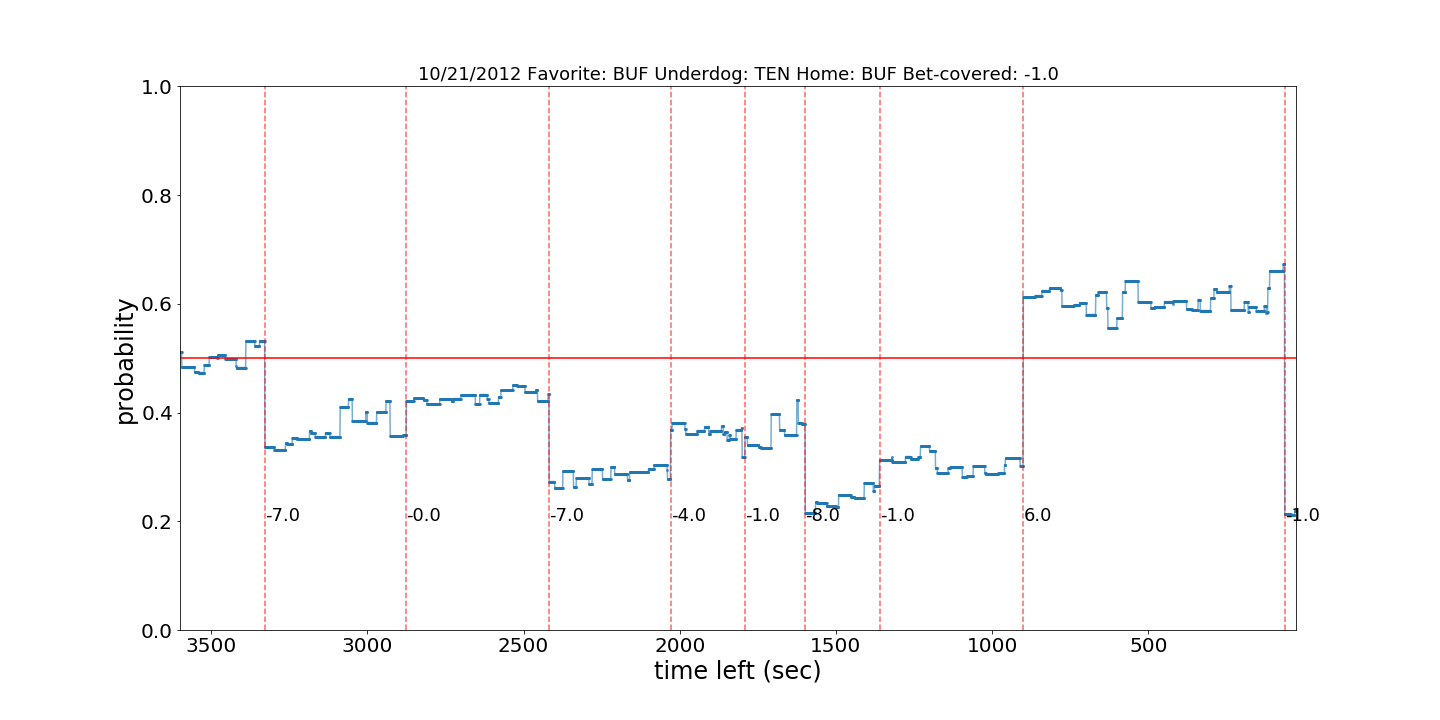 10/21/2012 Favorite: BUF Underdog: TEN Home: BUF Bet-covered: -1.0
1.0
0.8
0.6
0.4
0.2
0.0
probability
-7.0 -0.0 -7.0 -4.0 -1.0 -8.0 -1.0 6.0 -1.0
3500 3000 2500 2000 1500 1000 500
time left (sec)